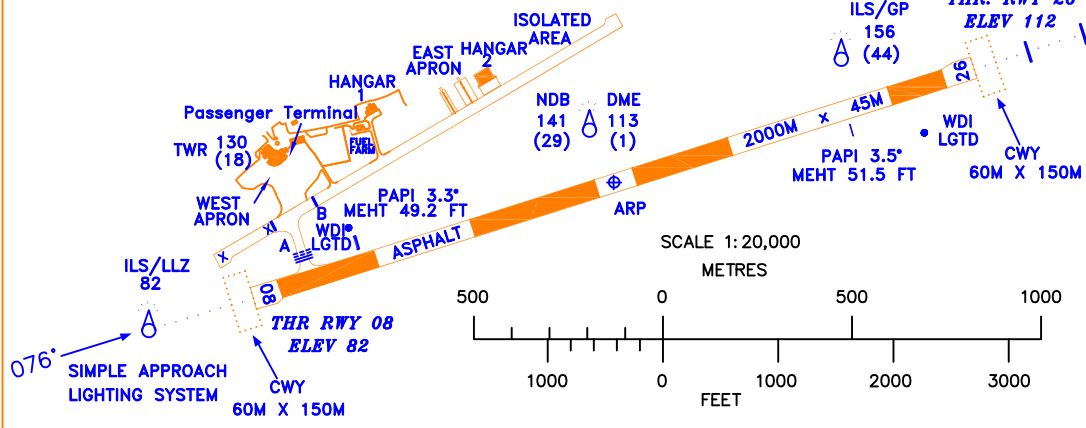 ISOLATED
AREA
EAST
APRON
HANGAR
2
HANGAR
1
Passenger Terminal
TWR 130
(18)
FUEL
FARM
WEST
APRON
NDB
141
(29)
DME
113
(1)
ILS/GP
156
(44)
THR. RWY 26
ELEV 112
26
2000M x 45M
WDI
LGTD
PAPI 3.5°
MEHT 51.5 FT
CWY
60M X 150M
ARP
PAPI 3.3°
MEHT 49.2 FT
B
WDI
LGTD
A
X
X
ASPHALT
08
ILS/LLZ
82
THR RWY 08
ELEV 82
076°
SIMPLE APPROACH
LIGHTING SYSTEM
CWY
60M X 150M
SCALE 1:20,000
METRES
500 0 500 1000
1000 0 1000 2000 3000
FEET